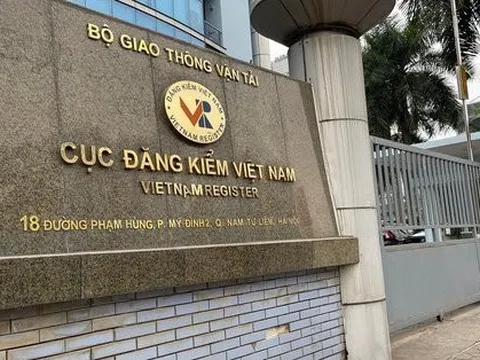 BỘ GIAO THÔNG VẬN TẢI
ĐĂNG KIỂM VIỆT NAM
VR
VIETNAM REGISTER
CỤC ĐĂNG KIỂM VIỆT NAM
VIETNAM REGISTER
18 ĐƯỜNG PHẠM HÙNG, P. MỸ ĐÌNH 2, Q. NAM TỪ LIÊM, HÀ NỘI